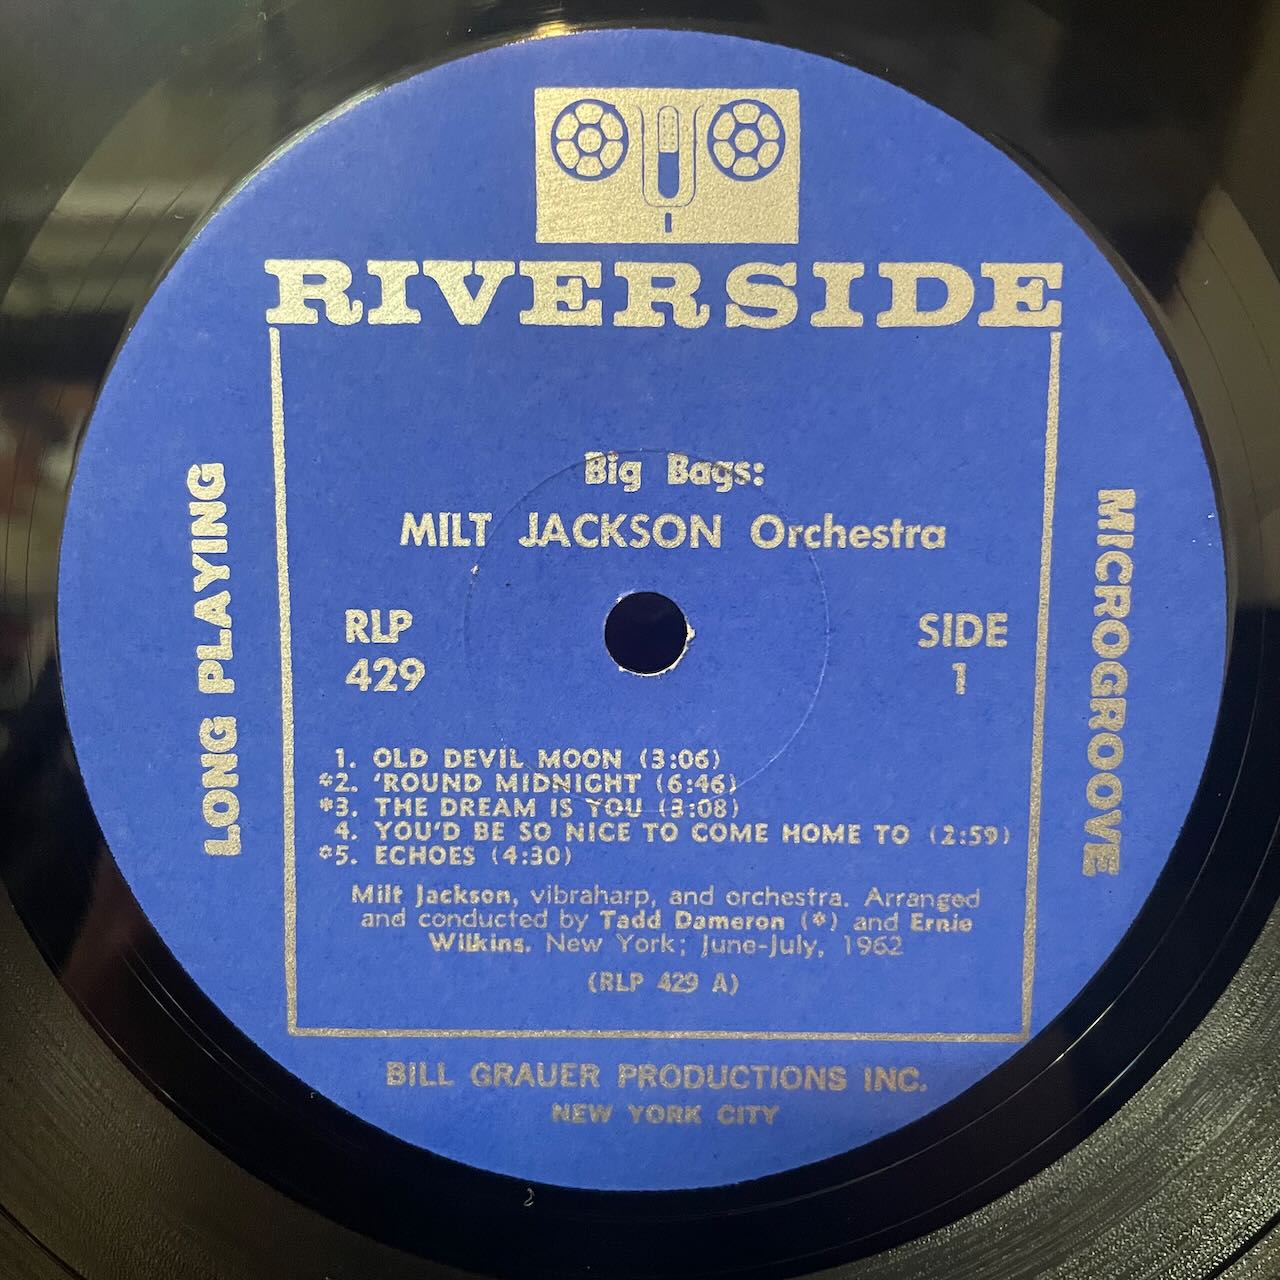 RIVERSIDE
Big Bags:
MILT JACKSON Orchestra
RLP
429
SIDE
1
LONG PLAYING
MICROGROOVE
1. OLD DEVIL MOON (3:06)
*2. 'ROUND MIDNIGHT (6:46)
*3. THE DREAM IS YOU (3:08)
4. YOU'D BE SO NICE TO COME HOME TO (2:59)
*5. ECHOES (4:30)
Milt Jackson, vibraharp, and orchestra. Arranged
and conducted by Tadd Dameron (*) and Ernie
Wilkins. New York; June-July, 1962
(RLP 429 A)
BILL GRAUER PRODUCTIONS INC.
NEW YORK CITY